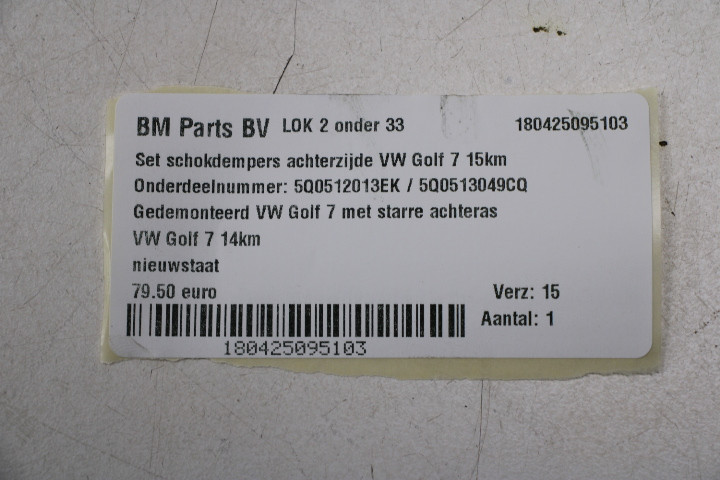 BM Parts BV LOK 2 onder 33 180425095103
Set schokdempers achterzijde VW Golf 7 15km
Onderdeelnummer: 5Q0512013EK / 5Q0513049CQ
Gedemonteerd VW Golf 7 met starre achteras
VW Golf 7 14km
nieuwstaat
79.50 euro Verz: 15
Aantal: 1
180425095103